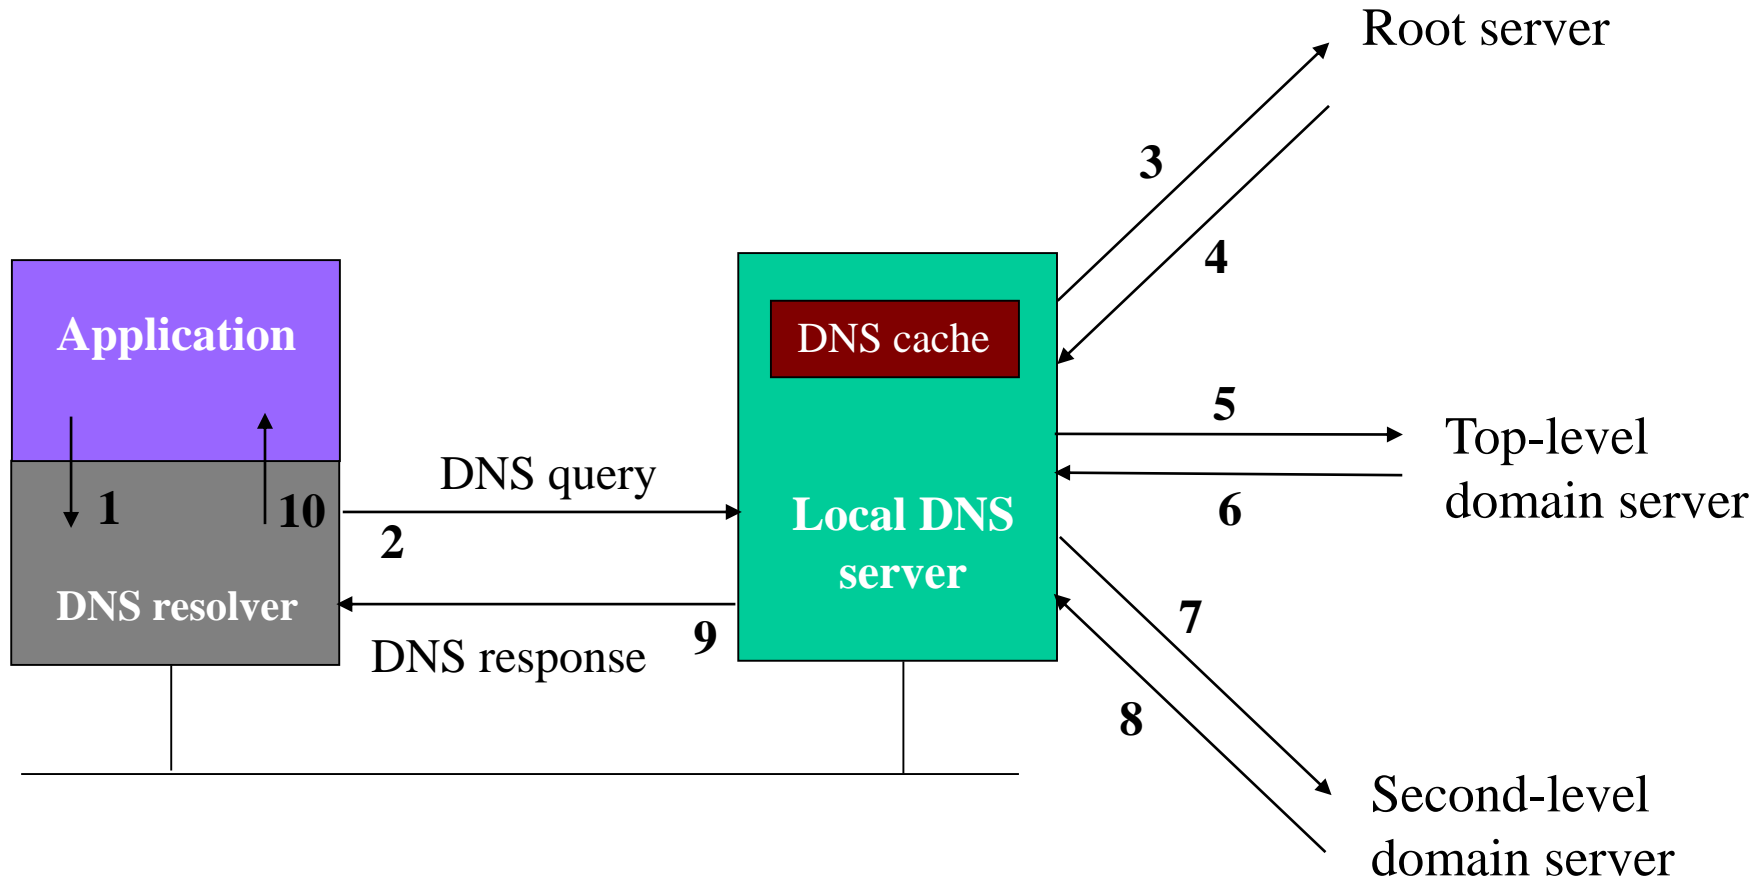 Root server
3
4
Application
DNS cache
5
Top-level
domain server
DNS query
1
10
2
Local DNS
server
6
DNS resolver
7
9
DNS response
8
Second-level
domain server